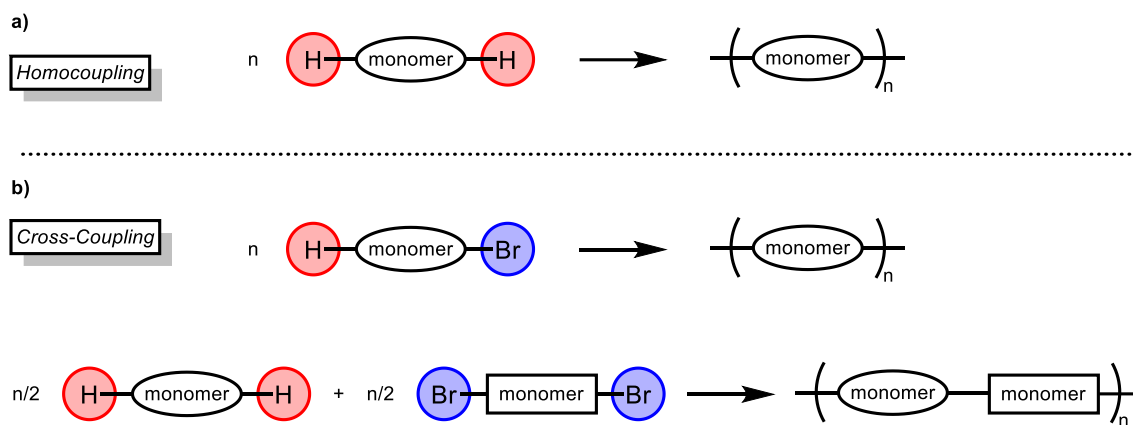 a)
Homocoupling
n H monomer H monomer n
b)
Cross-Coupling
n H monomer Br monomer n
n/2 H monomer H + n/2 Br monomer Br monomer monomer n